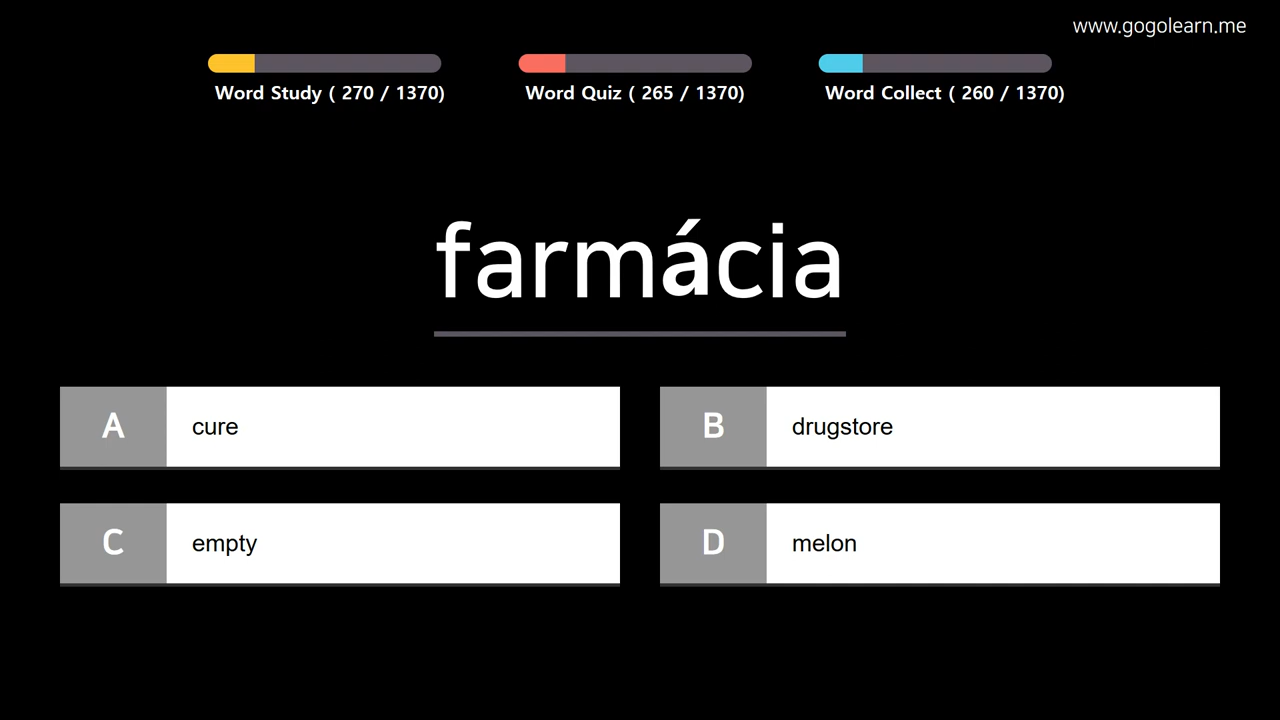 www.gogolearn.me
Word Study ( 270 / 1370)
Word Quiz ( 265 / 1370)
Word Collect ( 260 / 1370)
farmácia
A cure
B drugstore
C empty
D melon